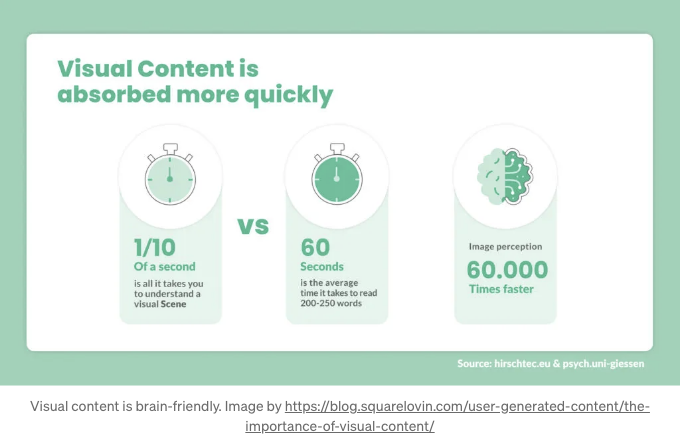 Visual Content is
absorbed more quickly
1/10
Of a second
is all it takes you
to understand a
visual Scene
vs
60
Seconds
is the average
time it takes to read
200-250 words
Image perception
60.000
Times faster
Source: hirschtec.eu & psych.uni-giessen
Visual content is brain-friendly. Image by https://blog.squarelovin.com/user-generated-content/the-
importance-of-visual-content/